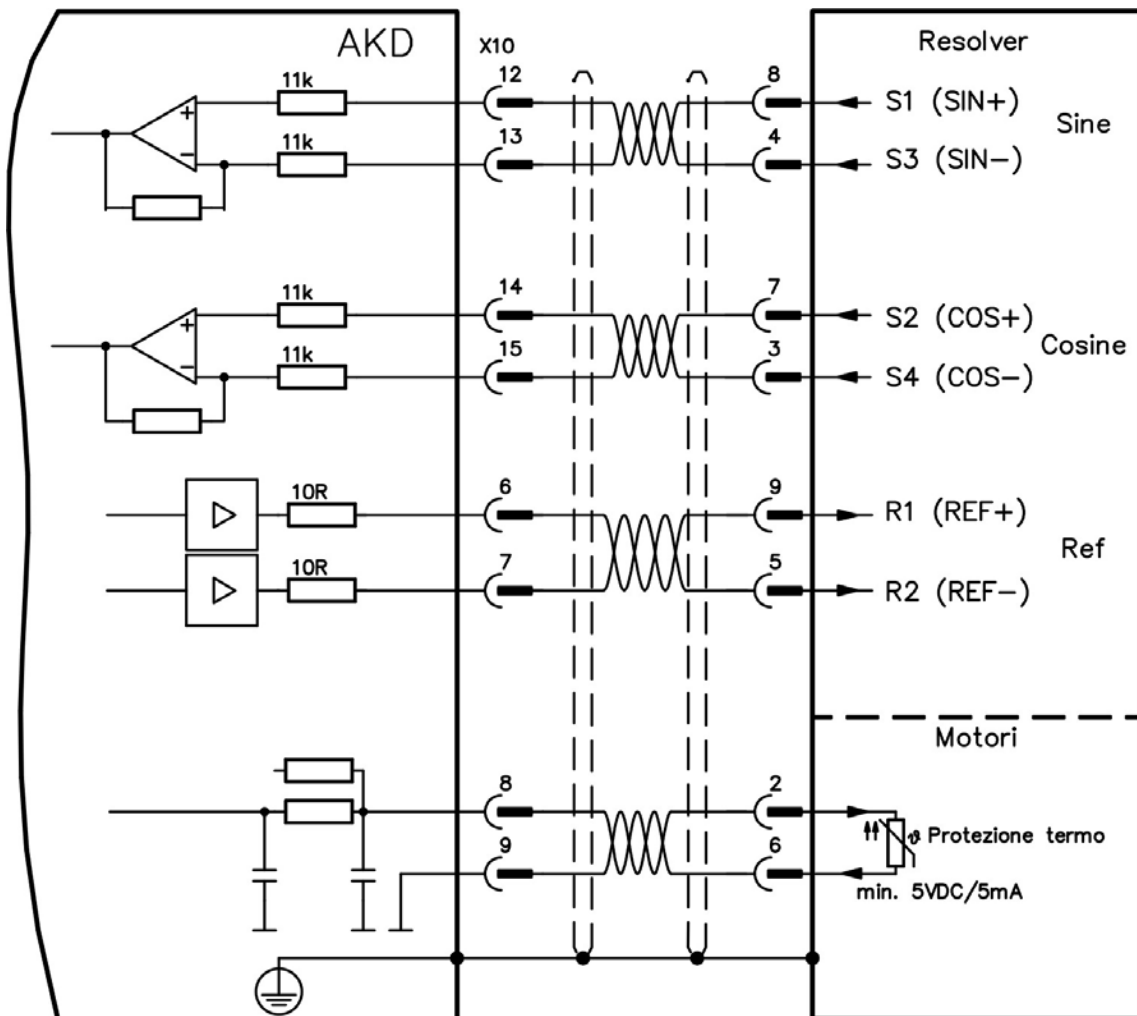 AKD X10 Resolver
11k 12 8 S1 (SIN+)
Sine
11k 13 4 S3 (SIN-)
11k 14 7 S2 (COS+)
Cosine
11k 15 3 S4 (COS-)
10R 6 9 R1 (REF+)
Ref
10R 7 5 R2 (REF-)
Motori
8 2
ϑ Protezione termo
9 6
min. 5VDC/5mA